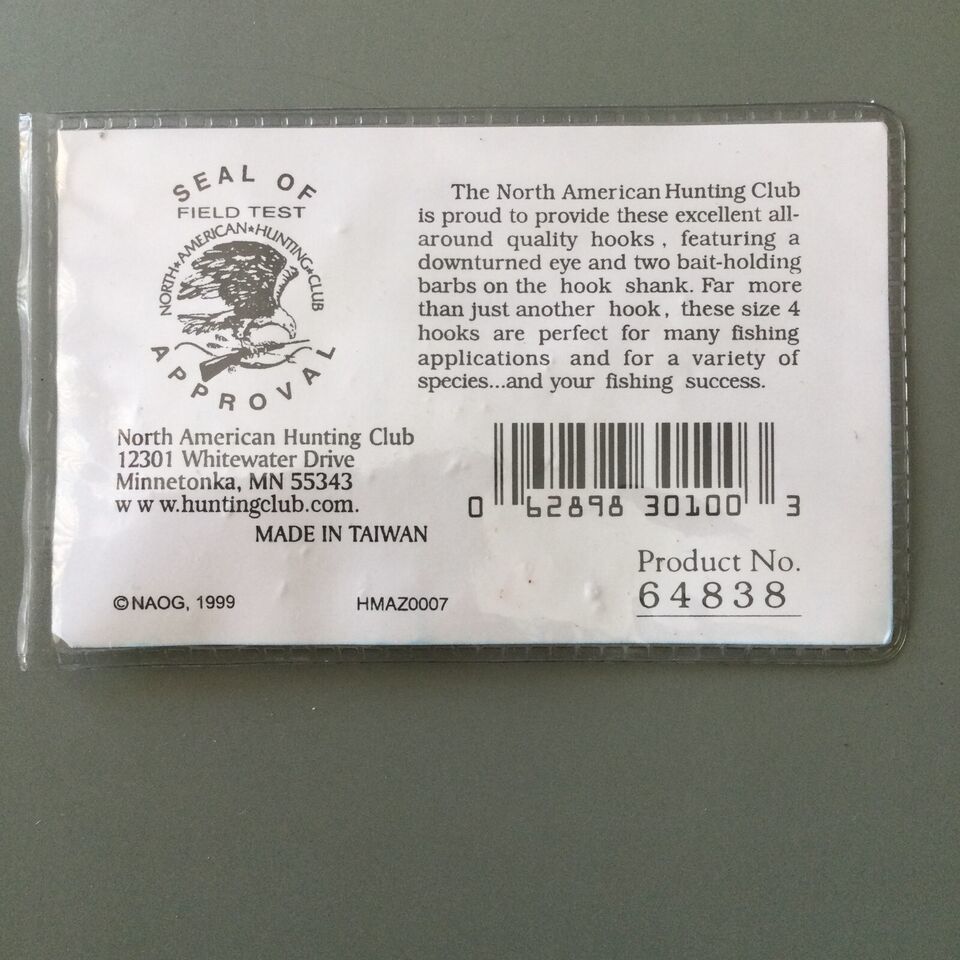 SEAL OF
FIELD TEST
NORTH★AMERICAN★HUNTING★CLUB
APPROVAL
The North American Hunting Club
is proud to provide these excellent all-
around quality hooks , featuring a
downturned eye and two bait-holding
barbs on the hook shank. Far more
than just another hook, these size 4
hooks are perfect for many fishing
applications and for a variety of
species...and your fishing success.
North American Hunting Club
12301 Whitewater Drive
Minnetonka, MN 55343
w w w.huntingclub.com.
MADE IN TAIWAN
0 62898 30100 3
Product No.
64838
©NAOG, 1999 HMAZ0007